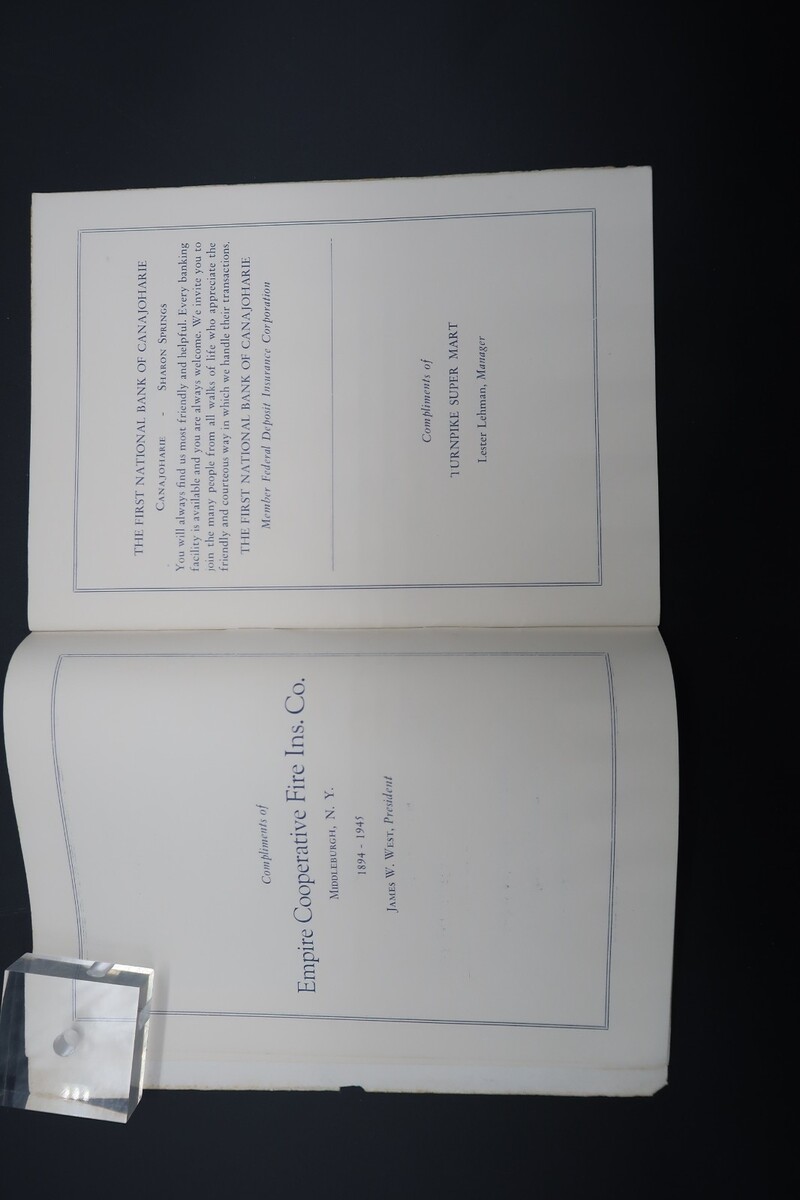 Compliments of
Empire Cooperative Fire Ins. Co.
MIDDLEBURGH, N. Y.
1894 - 1945
JAMES W. WEST, President
THE FIRST NATIONAL BANK OF CANAJOHARIE
CANAJOHARIE - SHARON SPRINGS
You will always find us most friendly and helpful. Every banking
facility is available and you are always welcome. We invite you to
join the many people from all walks of life who appreciate the
friendly and courteous way in which we handle their transactions.
THE FIRST NATIONAL BANK OF CANAJOHARIE
Member Federal Deposit Insurance Corporation
Compliments of
TURNPIKE SUPER MART
Lester Lehman, Manager